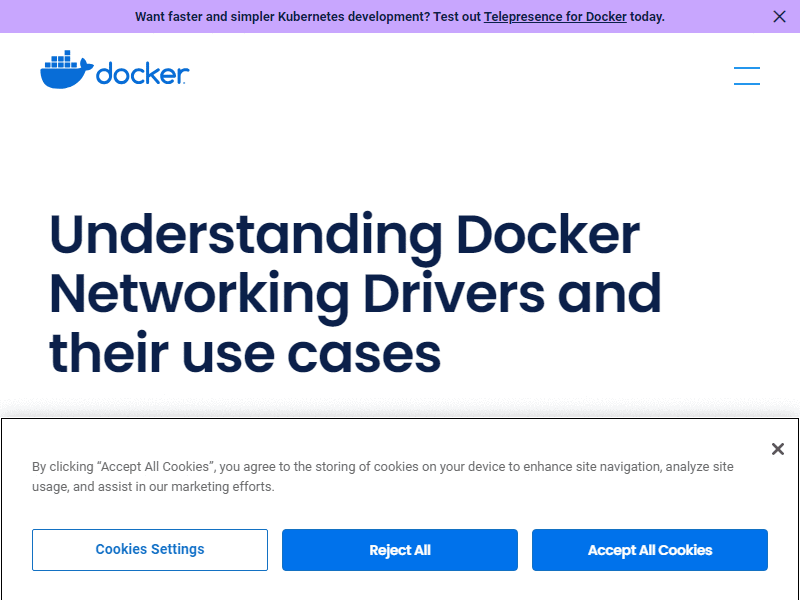 Want faster and simpler Kubernetes development? Test out Telepresence for Docker today.
docker
Understanding Docker
Networking Drivers and
their use cases
By clicking “Accept All Cookies”, you agree to the storing of cookies on your device to enhance site navigation, analyze site
usage, and assist in our marketing efforts.
Cookies Settings
Reject All
Accept All Cookies